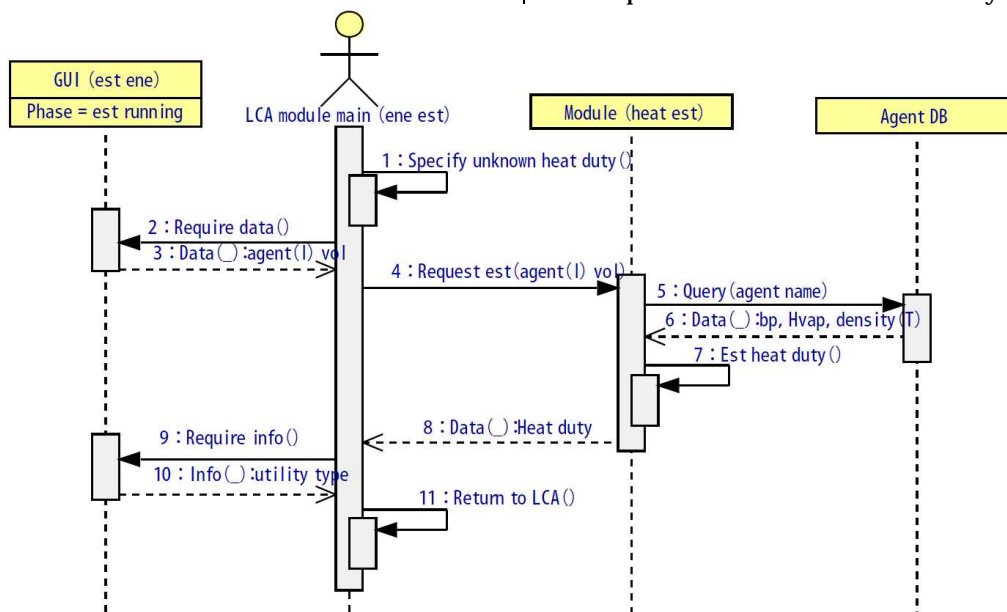 GUI (est ene)
Phase = est running
LCA module main (ene est)
Module (heat est)
Agent DB
1：Specify unknown heat duty()
2：Require data()
3：Data(_):agent(l) vol
4：Request est(agent(l) vol)
5：Query(agent name)
6：Data(_):bp, Hvap, density(T)
7：Est heat duty()
8：Data(_):Heat duty
9：Require info()
10：Info(_):utility type
11：Return to LCA()